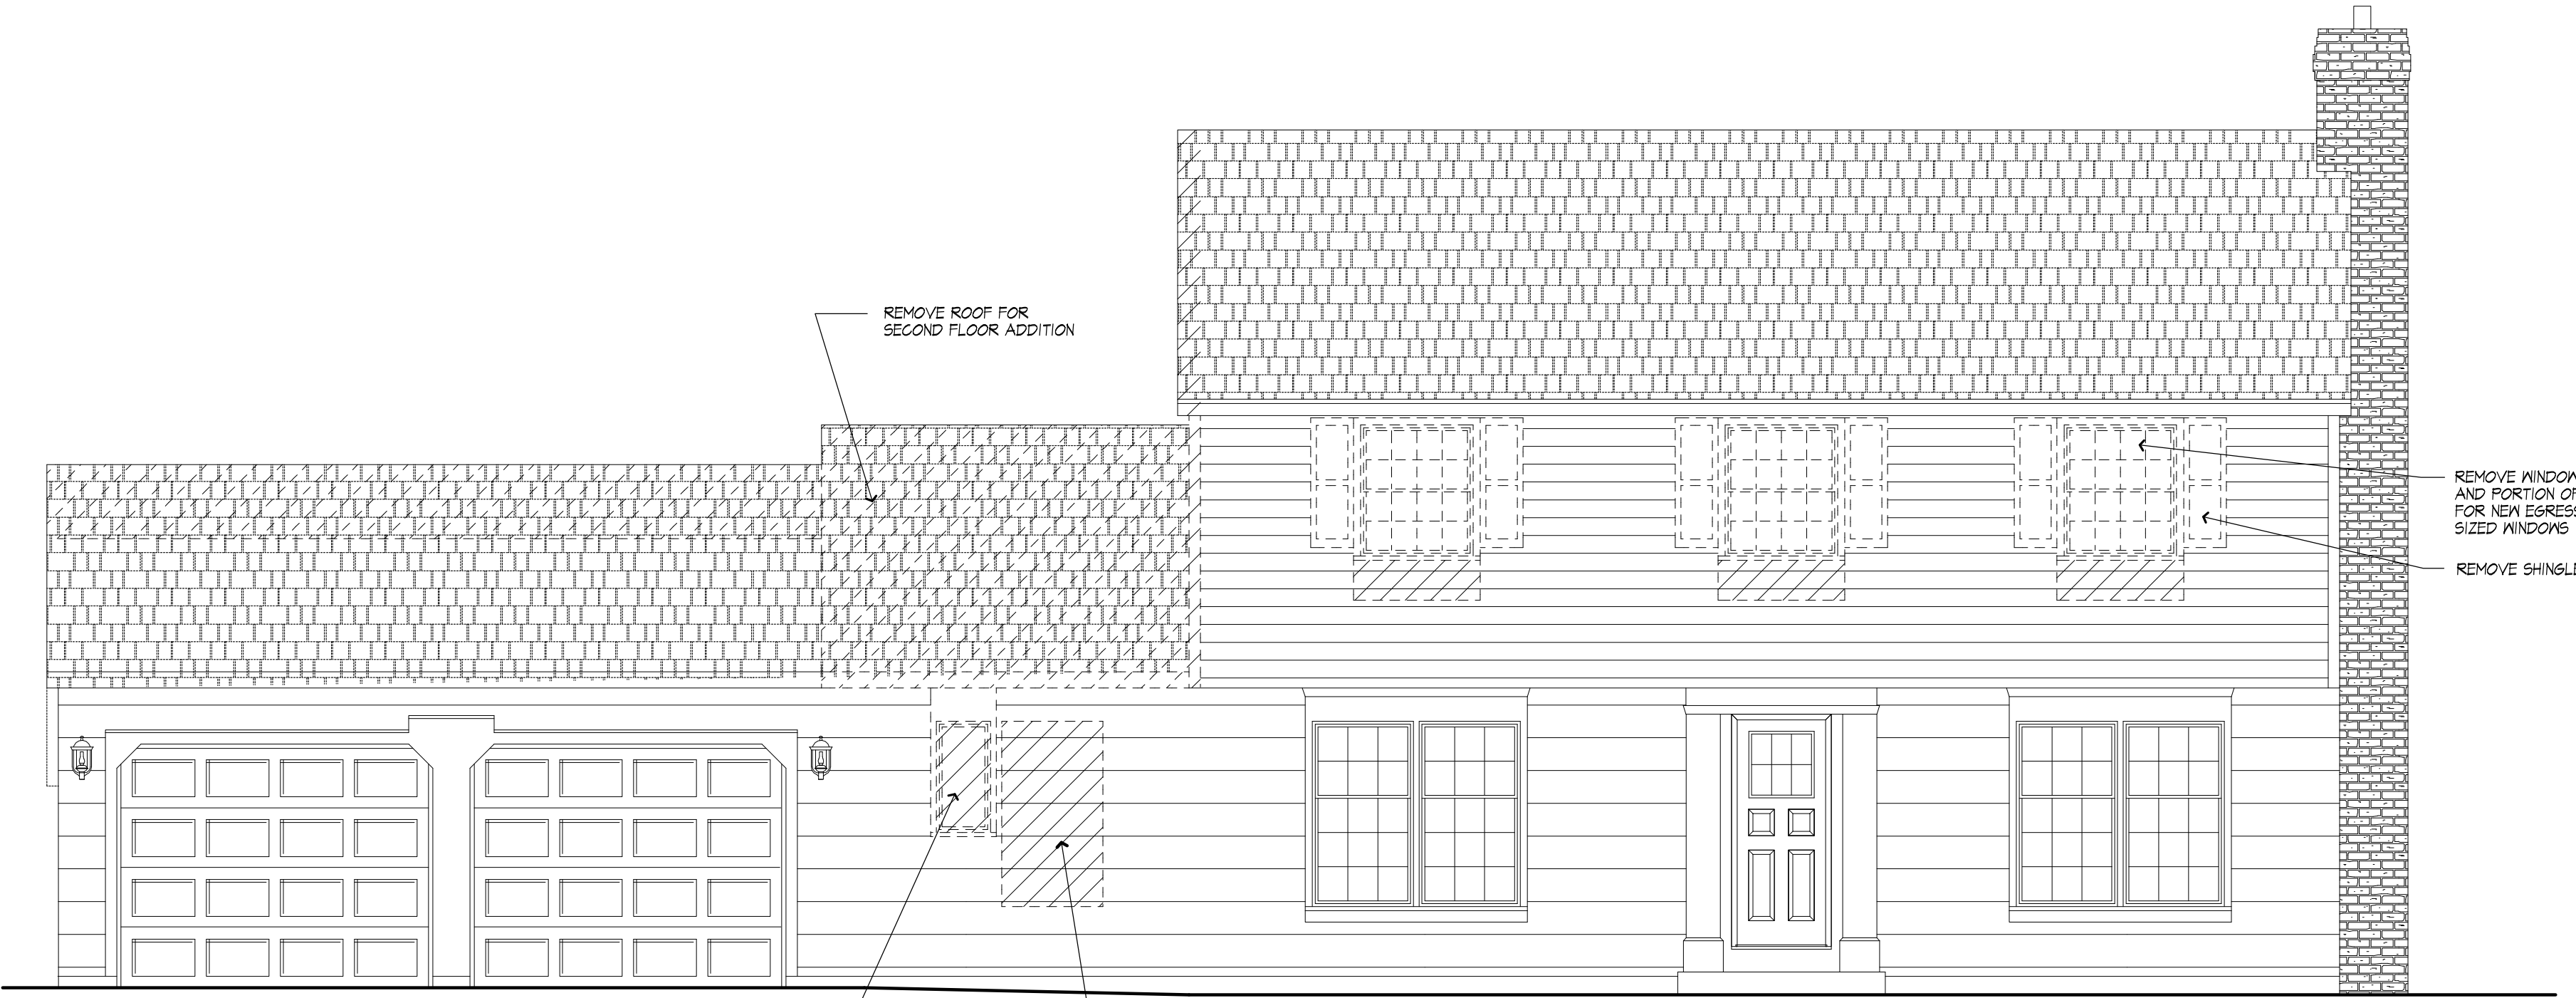 REMOVE ROOF FOR
SECOND FLOOR ADDITION
REMOVE WINDOW
AND PORTION OF
FOR NEW EGRESS
SIZED WINDOWS
REMOVE SHINGLE